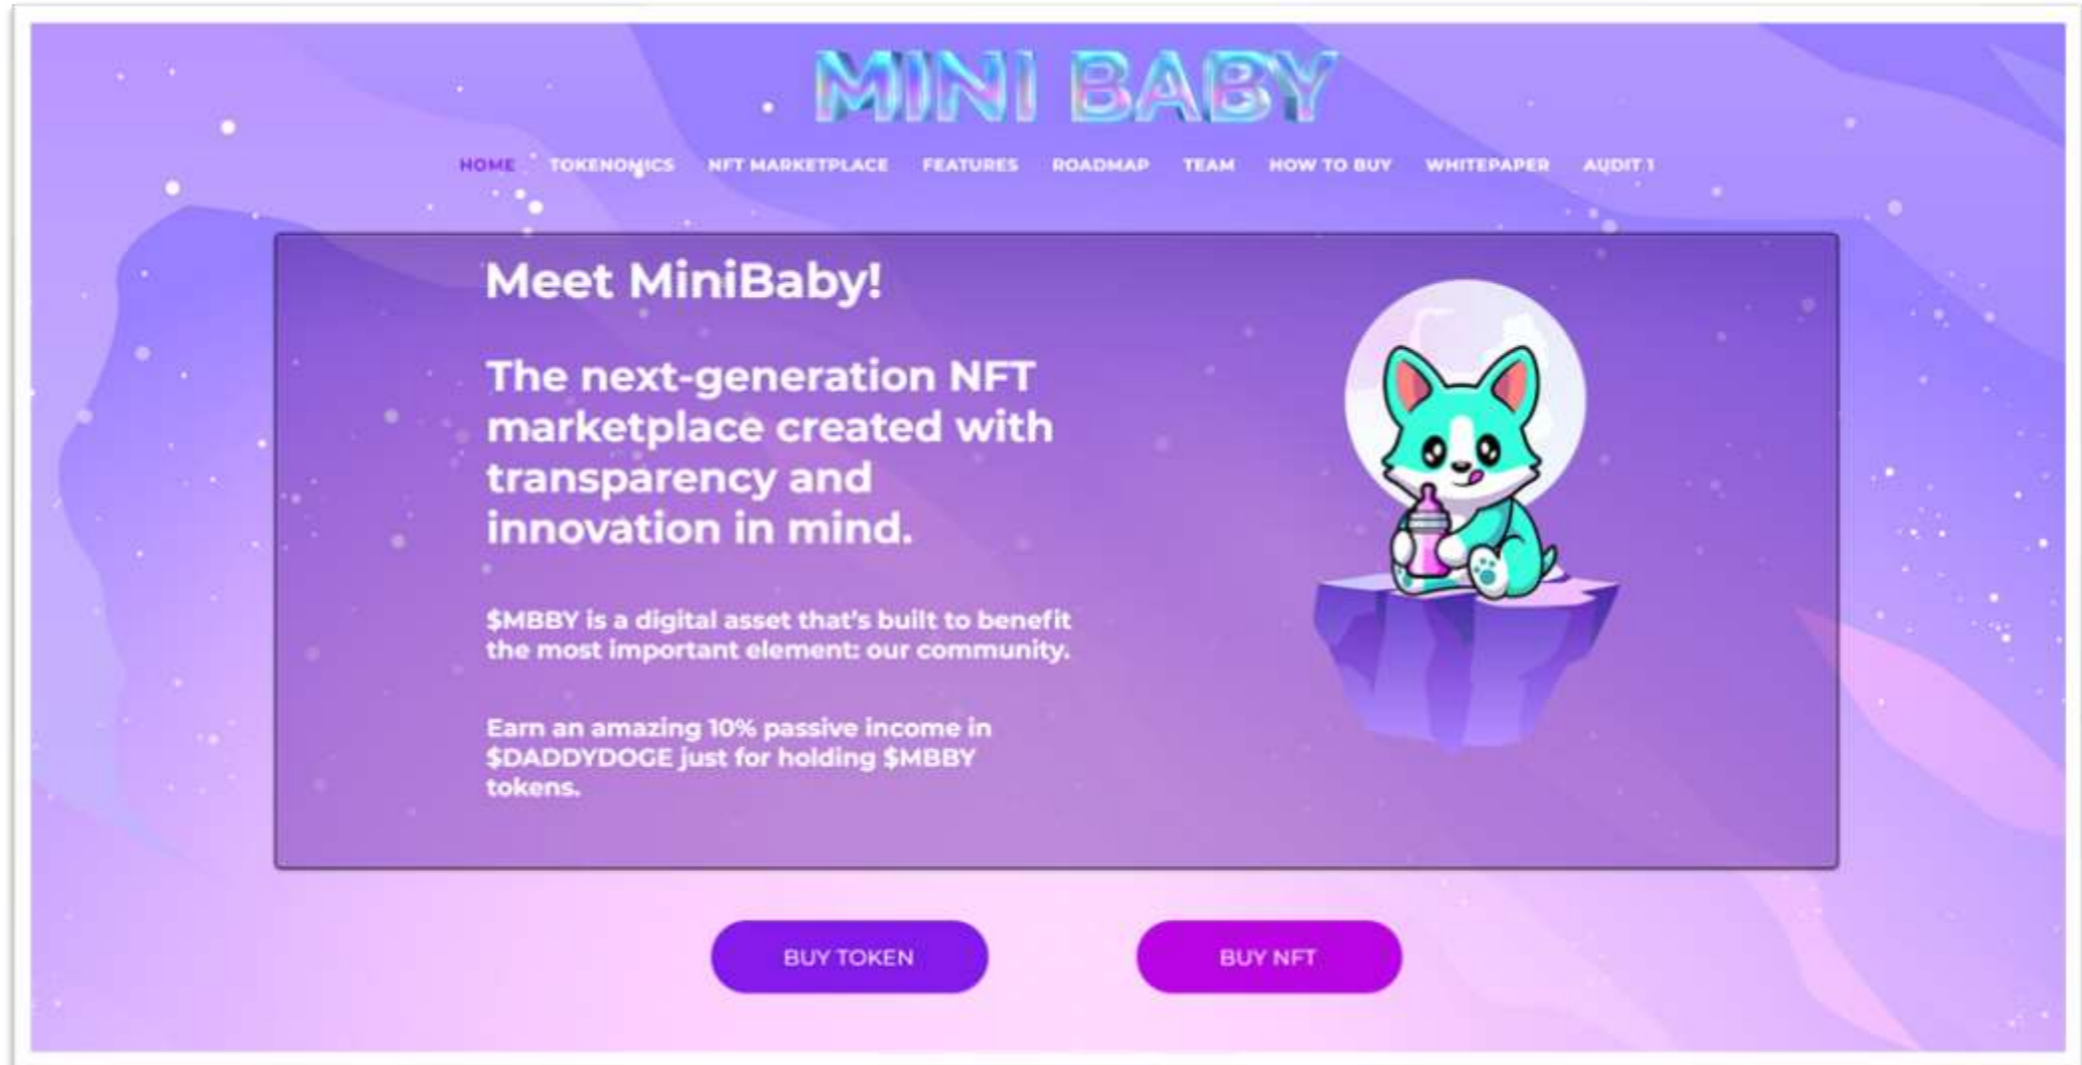 MINI BABY
HOME TOKENOMICS NFT MARKETPLACE FEATURES ROADMAP TEAM HOW TO BUY WHITEPAPER AUDIT 1
Meet MiniBaby!
The next-generation NFT
marketplace created with
transparency and
innovation in mind.
$MBBY is a digital asset that's built to benefit
the most important element: our community.
Earn an amazing 10% passive income in
$DADDYDOGE just for holding $MBBY
tokens.
BUY TOKEN BUY NFT